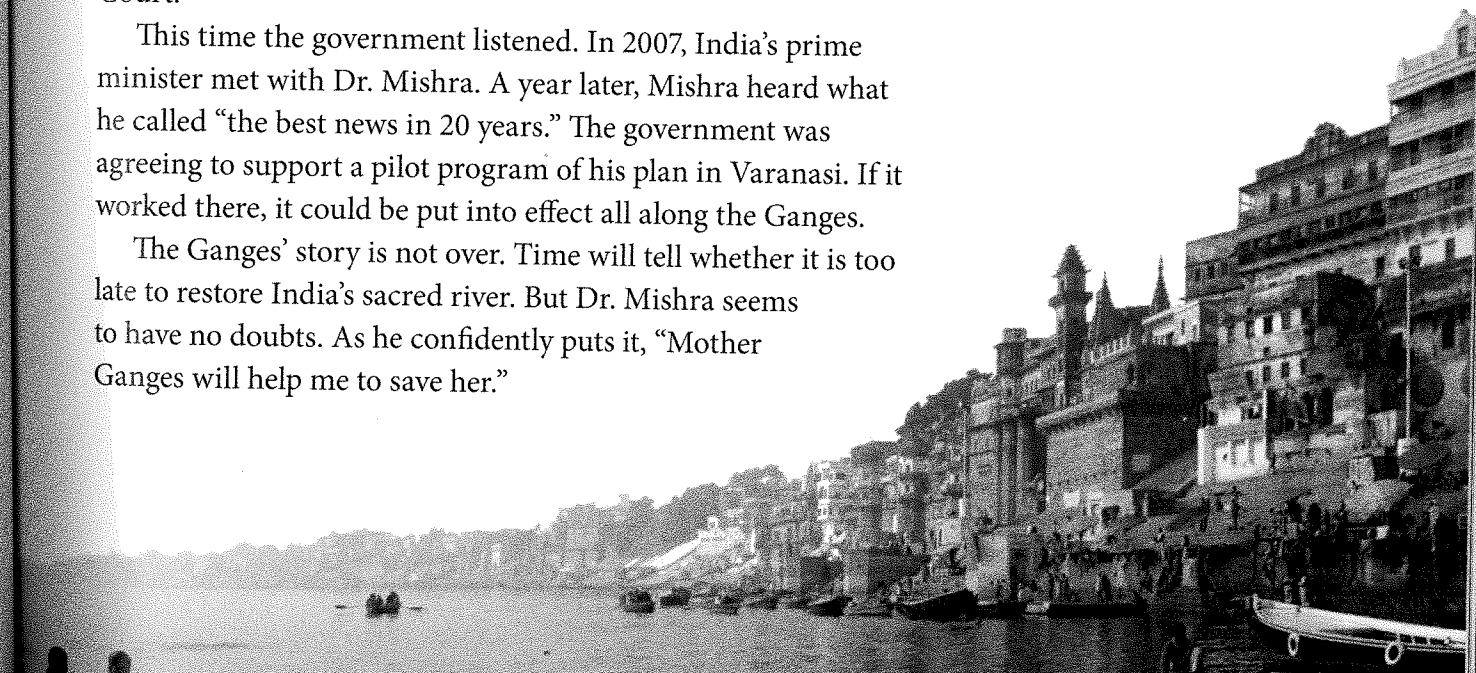 Court.
This time the government listened. In 2007, India’s prime
minister met with Dr. Mishra. A year later, Mishra heard what
he called “the best news in 20 years.” The government was
agreeing to support a pilot program of his plan in Varanasi. If it
worked there, it could be put into effect all along the Ganges.
The Ganges’ story is not over. Time will tell whether it is too
late to restore India’s sacred river. But Dr. Mishra seems
to have no doubts. As he confidently puts it, “Mother
Ganges will help me to save her.”